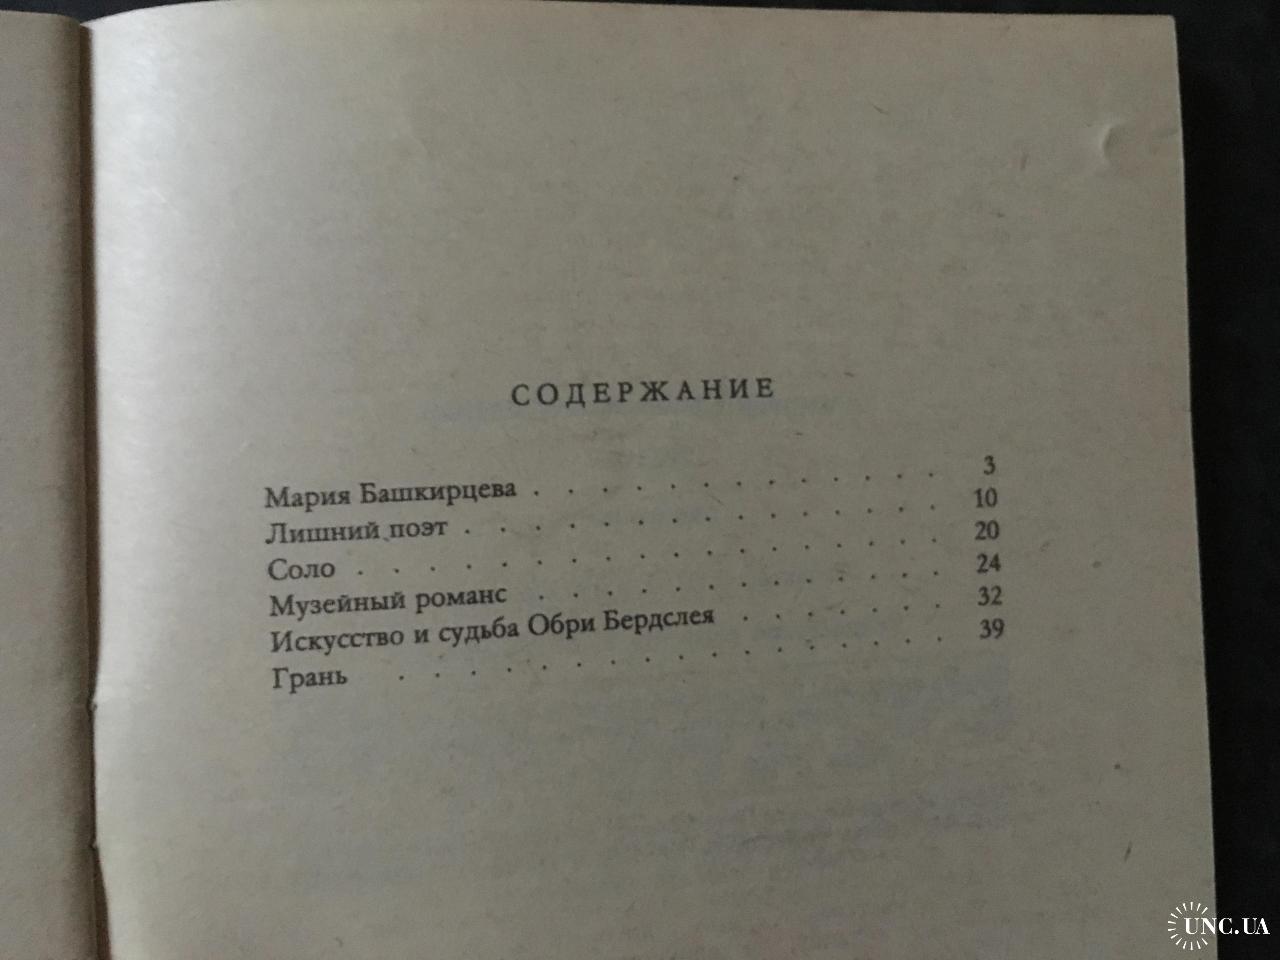 СОДЕРЖАНИЕ
Мария Башкирцева . . . . . . . . . . . . 3
Лишний поэт . . . . . . . . . . . . . . 10
Соло . . . . . . . . . . . . . . . . . 20
Музейный романс . . . . . . . . . . . . 24
Искусство и судьба Обри Бердслея . . . . . . 32
Грань . . . . . . . . . . . . . . . . 39
UNC.UA